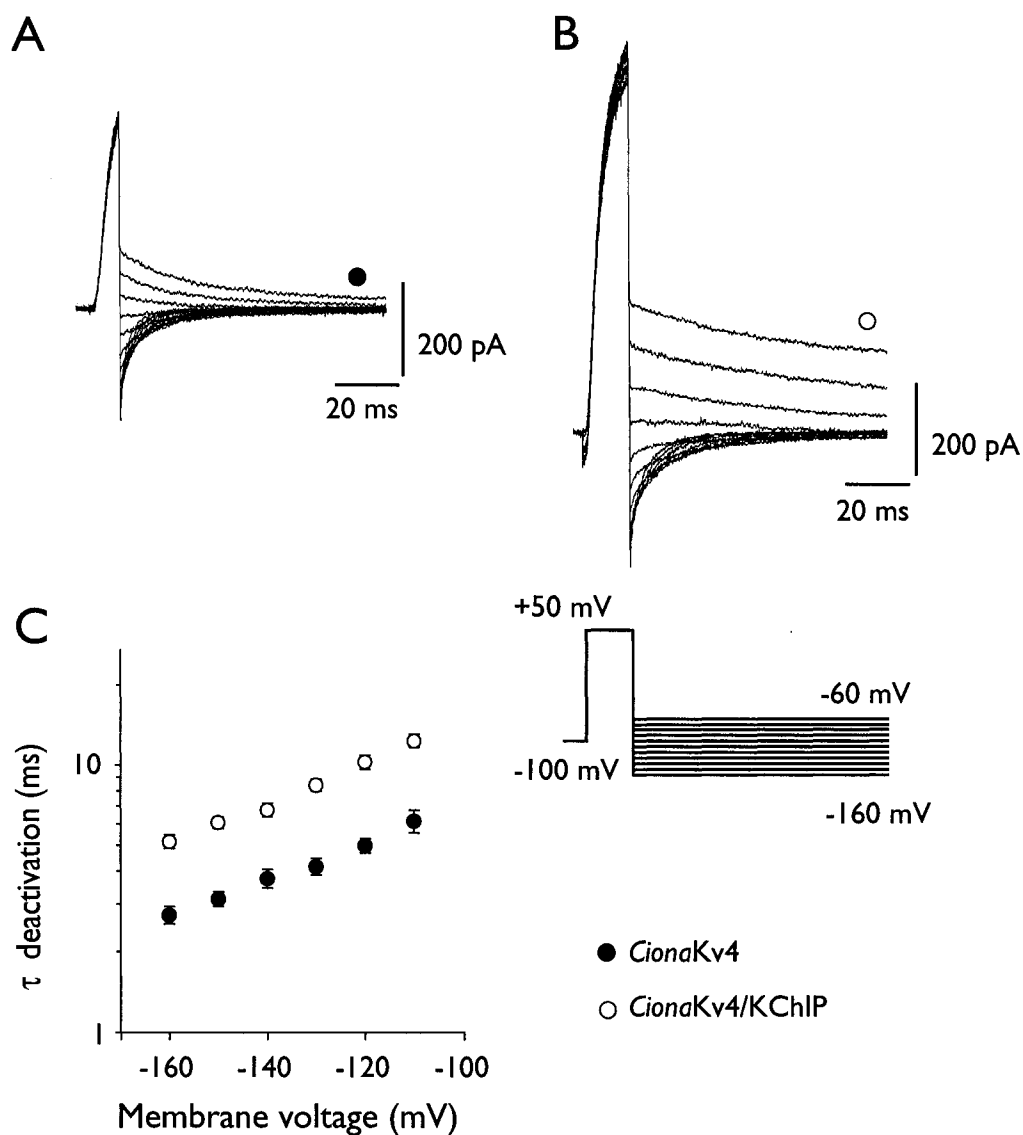 A
B
200 pA
20 ms
200 pA
20 ms
C
+50 mV
-60 mV
-100 mV
-160 mV
τ deactivation (ms)
10
1
-160
-140
-120
-100
Membrane voltage (mV)
CionaKv4
CionaKv4/KChIP